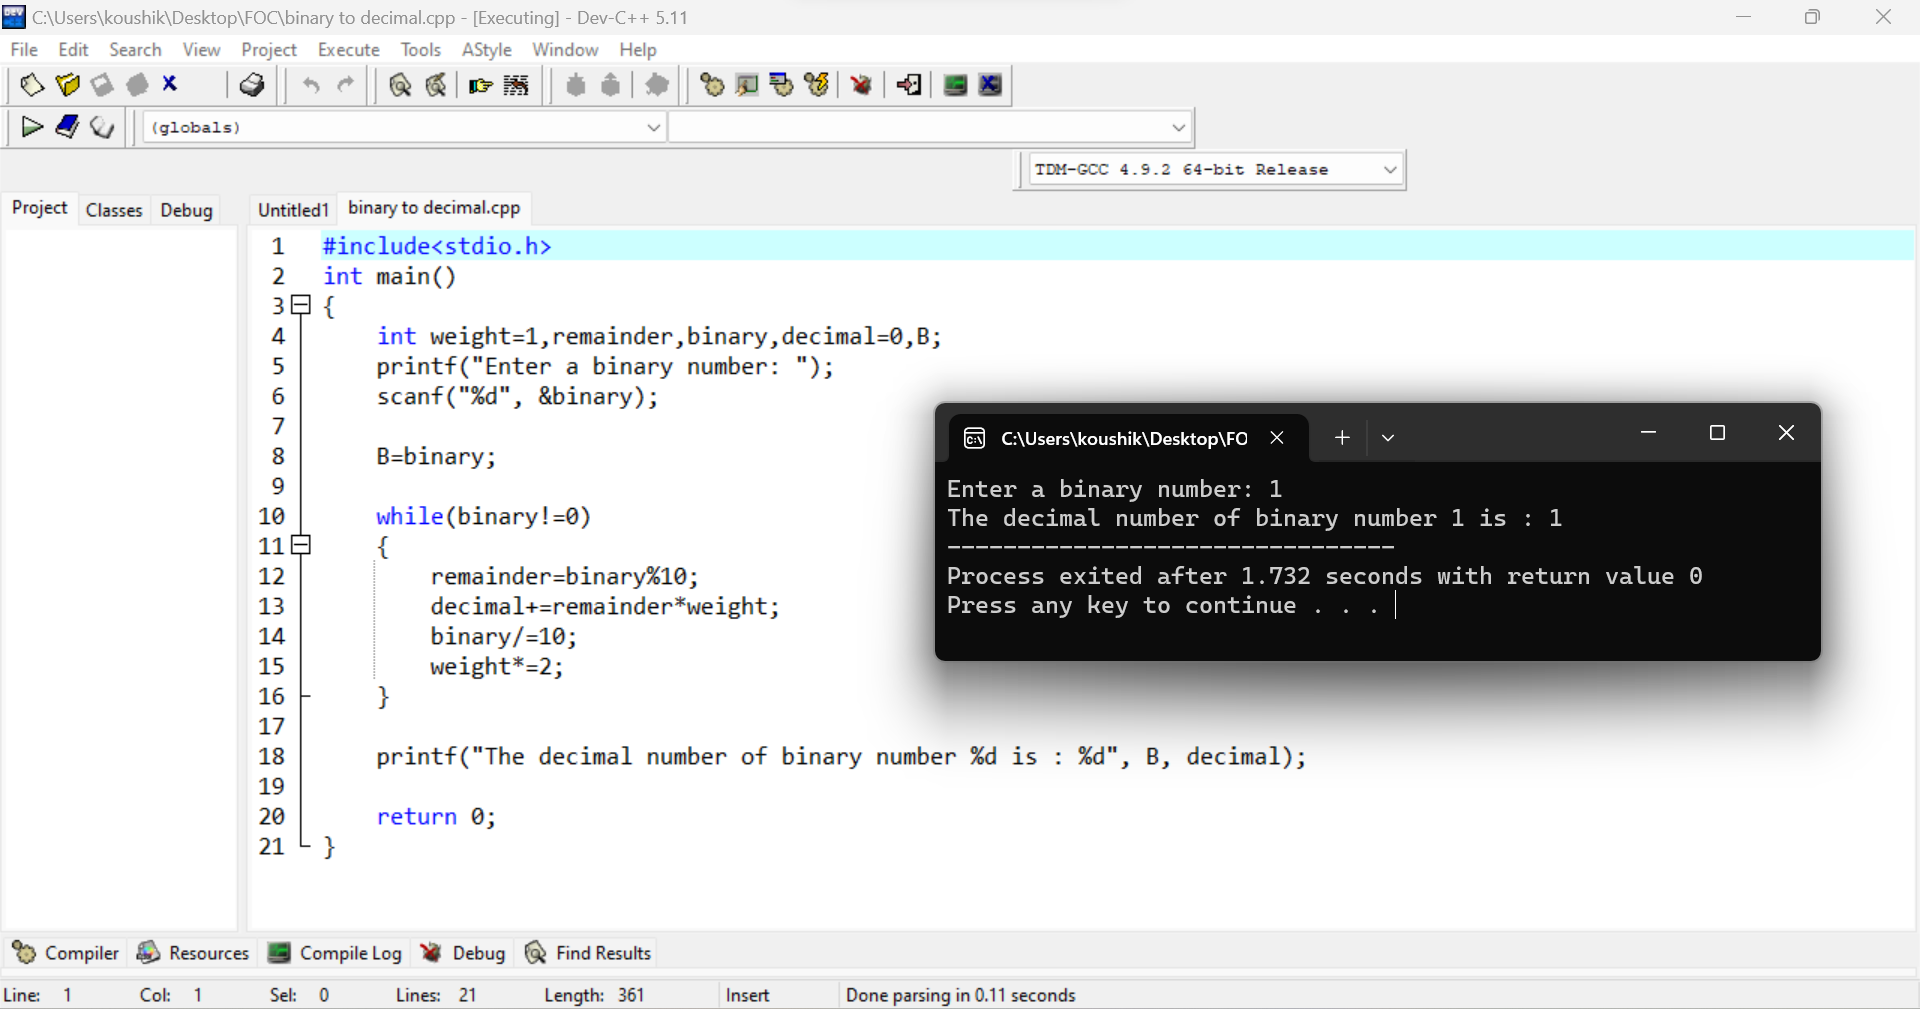 C:\Users\koushik\Desktop\FOC\binary to decimal.cpp - [Executing] - Dev-C++ 5.11
File Edit Search View Project Execute Tools AStyle Window Help
(globals)
TDM-GCC 4.9.2 64-bit Release
Project Classes Debug
Untitled1 binary to decimal.cpp
1 #include<stdio.h>
2 int main()
3 {
4 int weight=1,remainder,binary,decimal=0,B;
5 printf("Enter a binary number: ");
6 scanf("%d", &binary);
7
8 B=binary;
9
10 while(binary!=0)
11 {
12 remainder=binary%10;
13 decimal+=remainder*weight;
14 binary/=10;
15 weight*=2;
16 }
17
18 printf("The decimal number of binary number %d is : %d", B, decimal);
19
20 return 0;
21 }
C:\Users\koushik\Desktop\FO
Enter a binary number: 1
The decimal number of binary number 1 is : 1
--------------------------------
Process exited after 1.732 seconds with return value 0
Press any key to continue . . .
Compiler Resources Compile Log Debug Find Results
Line: 1 Col: 1 Sel: 0 Lines: 21 Length: 361 Insert Done parsing in 0.11 seconds